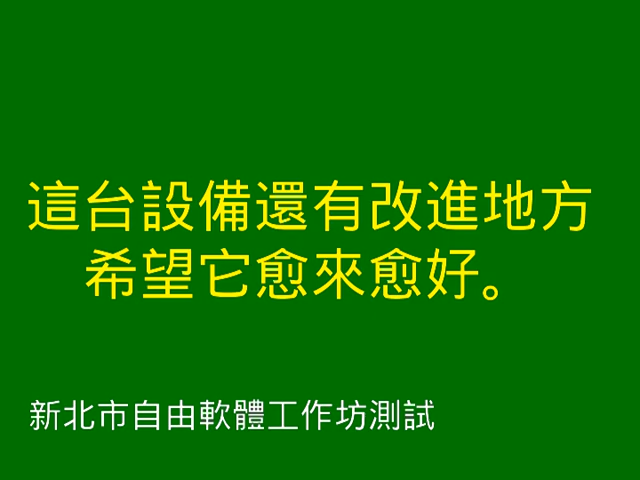 這台設備還有改進地方
希望它愈來愈好。
新北市自由軟體工作坊測試